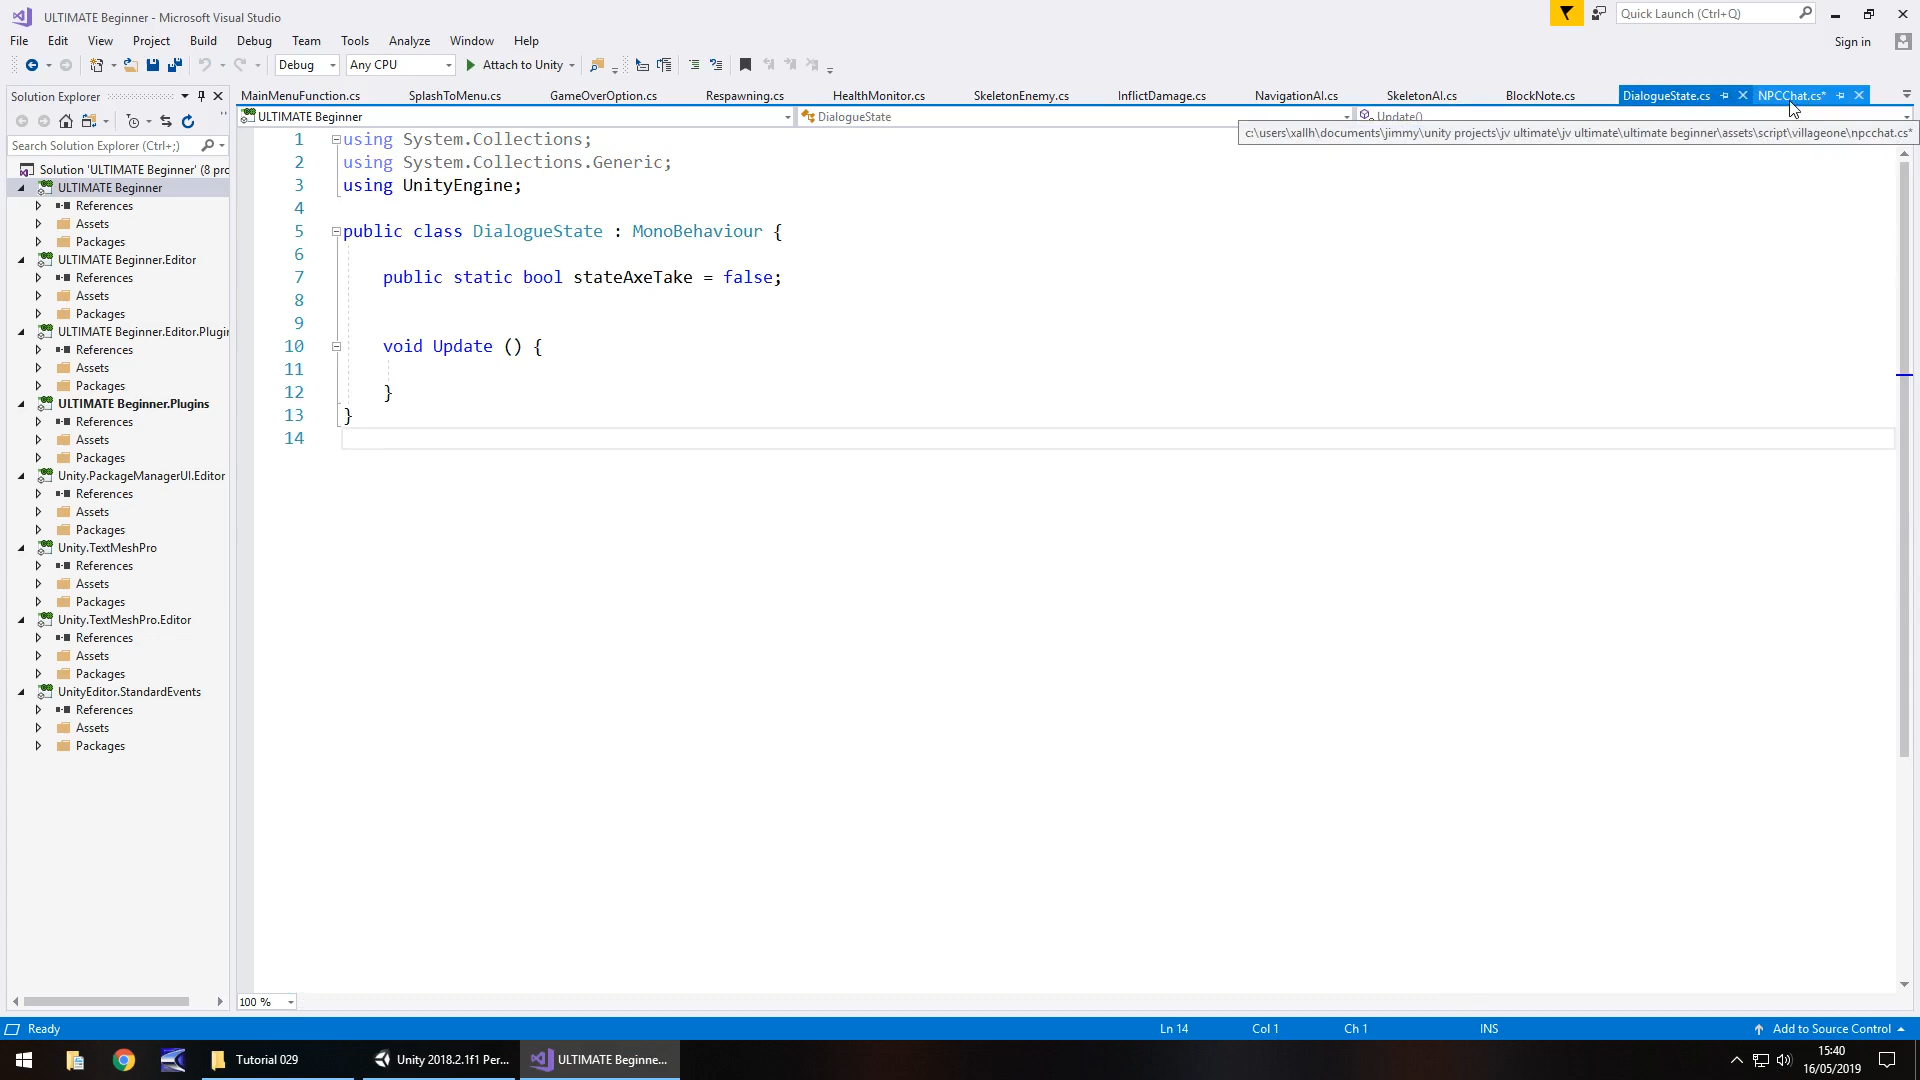 ULTIMATE Beginner - Microsoft Visual Studio
Quick Launch (Ctrl+Q)
File Edit View Project Build Debug Team Tools Analyze Window Help
Sign in
Debug Any CPU Attach to Unity
Solution Explorer
MainMenuFunction.cs SplashToMenu.cs GameOverOption.cs Respawning.cs HealthMonitor.cs SkeletonEnemy.cs InflictDamage.cs NavigationAI.cs SkeletonAI.cs BlockNote.cs DialogueState.cs NPCChat.cs*
ULTIMATE Beginner DialogueState Update()
c:\users\xallh\documents\jimmy\unity projects\jv ultimate\jv ultimate\ultimate beginner\assets\script\villageone\npcchat.cs*
Search Solution Explorer (Ctrl+;)
Solution 'ULTIMATE Beginner' (8 pro
ULTIMATE Beginner
References
Assets
Packages
ULTIMATE Beginner.Editor
References
Assets
Packages
ULTIMATE Beginner.Editor.Plugin
References
Assets
Packages
ULTIMATE Beginner.Plugins
References
Assets
Packages
Unity.PackageManagerUI.Editor
References
Assets
Packages
Unity.TextMeshPro
References
Assets
Packages
Unity.TextMeshPro.Editor
References
Assets
Packages
UnityEditor.StandardEvents
References
Assets
Packages
1 using System.Collections;
2 using System.Collections.Generic;
3 using UnityEngine;
4
5 public class DialogueState : MonoBehaviour {
6
7 public static bool stateAxeTake = false;
8
9
10 void Update () {
11
12 }
13 }
14
100 %
Ready Ln 14 Col 1 Ch 1 INS Add to Source Control
Tutorial 029 Unity 2018.2.1f1 Per... ULTIMATE Beginne...
15:40
16/05/2019